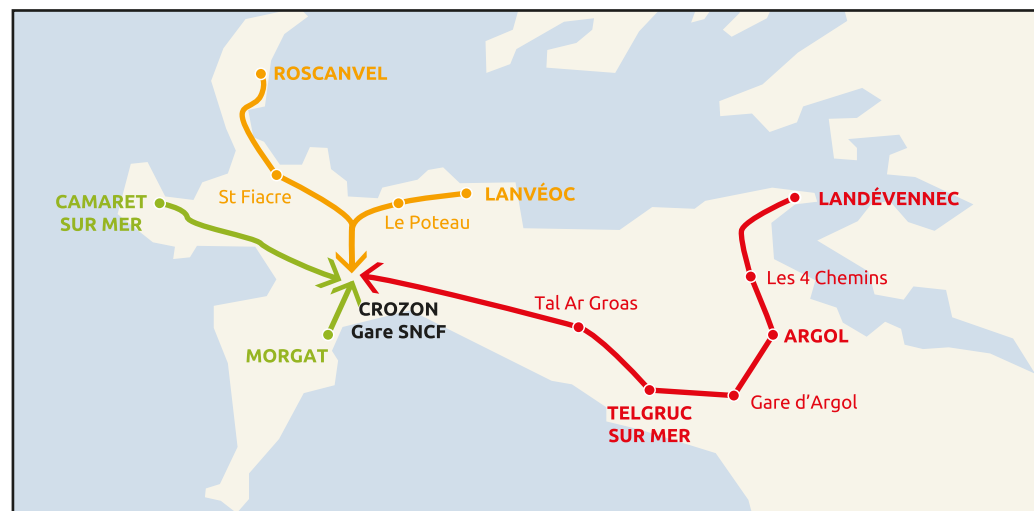 ROSCANVEL
St Fiacre
CAMARET
SUR MER
LANVÉOC
Le Poteau
LANDÉVENNEC
Les 4 Chemins
Tal Ar Groas
CROZON
Gare SNCF
ARGOL
MORGAT
Gare d’Argol
TELGRUC
SUR MER